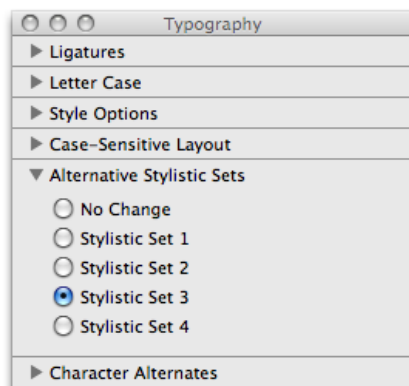 Typography
Ligatures
Letter Case
Style Options
Case-Sensitive Layout
Alternative Stylistic Sets
No Change
Stylistic Set 1
Stylistic Set 2
Stylistic Set 3
Stylistic Set 4
Character Alternates